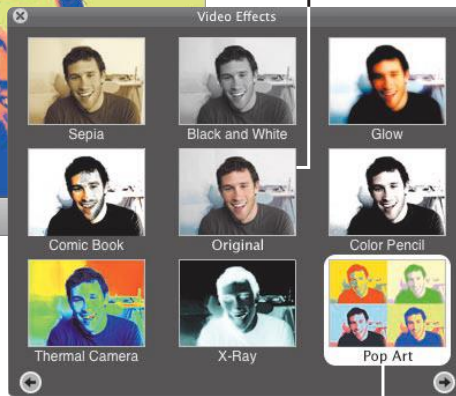 Video Effects
Sepia Black and White Glow
Comic Book Original Color Pencil
Thermal Camera X-Ray Pop Art